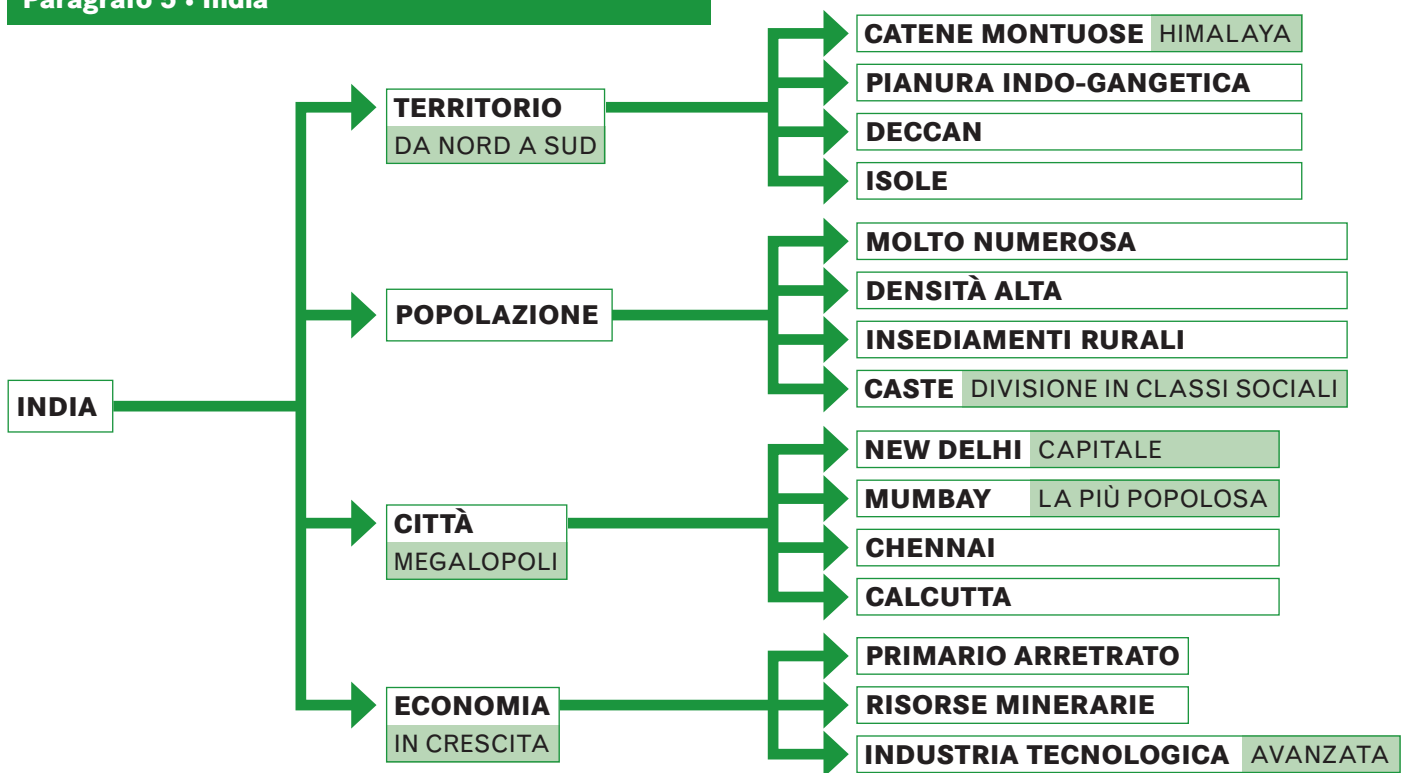 Paragrafo 5 • India
INDIA
TERRITORIO
DA NORD A SUD
CATENE MONTUOSE HIMALAYA
PIANURA INDO-GANGETICA
DECCAN
ISOLE
POPOLAZIONE
MOLTO NUMEROSA
DENSITÀ ALTA
INSEDIAMENTI RURALI
CASTE DIVISIONE IN CLASSI SOCIALI
CITTÀ
MEGALOPOLI
NEW DELHI CAPITALE
MUMBAY LA PIÙ POPOLOSA
CHENNAI
CALCUTTA
ECONOMIA
IN CRESCITA
PRIMARIO ARRETRATO
RISORSE MINERARIE
INDUSTRIA TECNOLOGICA AVANZATA